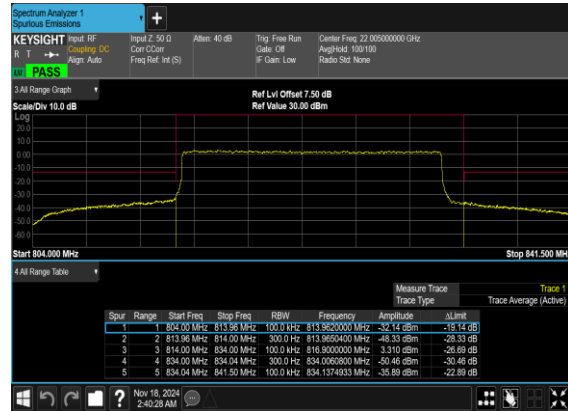 Spectrum Analyzer 1
Spurious Emissions
KEYSIGHT Input: RF Input Z: 50 Ω Atten: 40 dB Trig: Free Run Center Freq: 22.005000000 GHz
R T Coupling: DC Corr CCorr Gate: Off Avg|Hold: 100/100
Align: Auto Freq Ref: Int (S) IF Gain: Low Radio Std: None
PASS
3 All Range Graph
Ref Lvl Offset 7.50 dB
Scale/Div 10.0 dB Ref Value 30.00 dBm
Log
20.0
10.0
0.00
-10.0
-20.0
-30.0
-40.0
-50.0
-60.0
Start 804.000 MHz Stop 841.500 MH
4 All Range Table
Measure Trace Trace 1
Trace Type Trace Average (Active)
Spur Range Start Freq Stop Freq RBW Frequency Amplitude ΔLimit
1 1 804.00 MHz 813.96 MHz 100.0 kHz 813.9620000 MHz -32.14 dBm -19.14 dB
2 2 813.96 MHz 814.00 MHz 300.0 Hz 813.9650400 MHz -48.33 dBm -28.33 dB
3 3 814.00 MHz 834.00 MHz 100.0 kHz 816.9000000 MHz 3.310 dBm -26.69 dB
4 4 834.00 MHz 834.04 MHz 300.0 Hz 834.0060800 MHz -50.46 dBm -30.46 dB
5 5 834.04 MHz 841.50 MHz 100.0 kHz 834.1374933 MHz -35.89 dBm -22.89 dB
Nov 18, 2024
2:40:28 AM